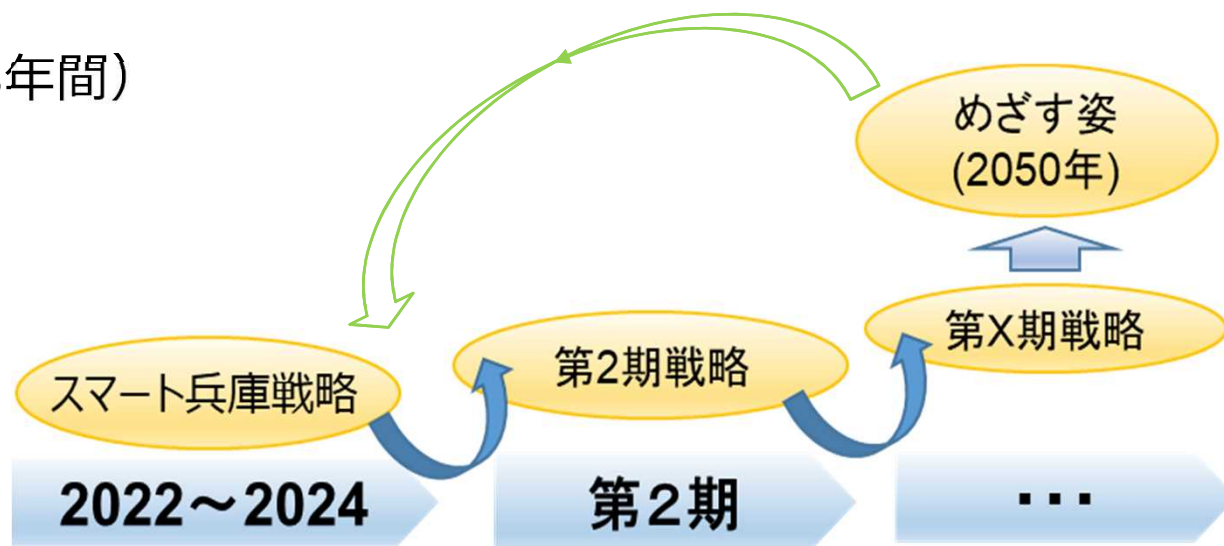 年間）
めざす姿
(2050年)
第X期戦略
第2期戦略
スマート兵庫戦略
2022～2024
第２期
･･･